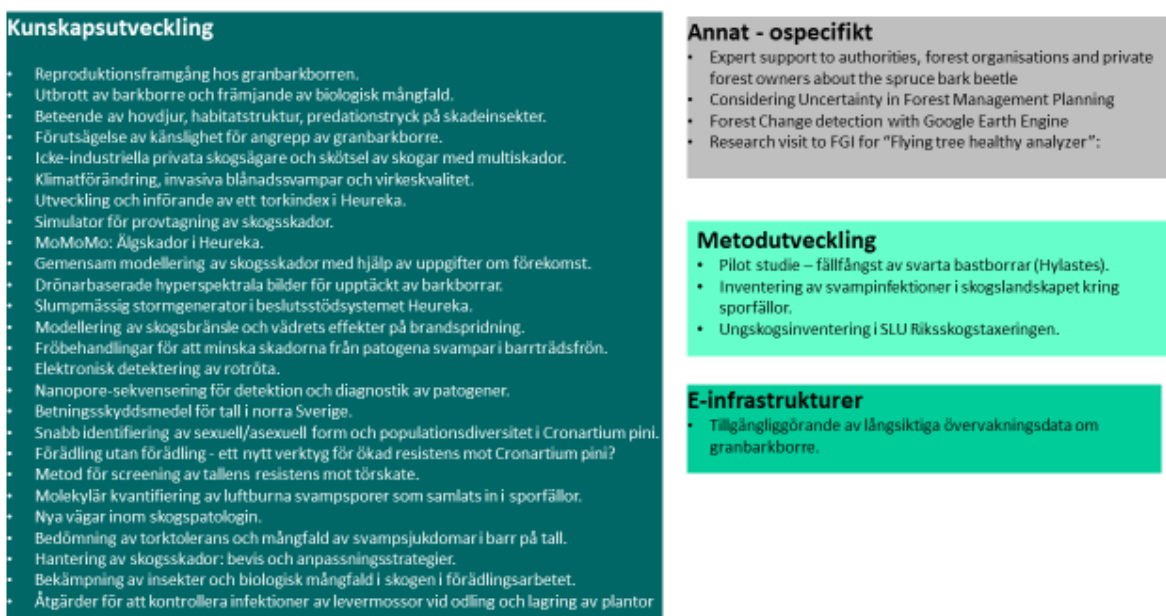 Kunskapsutveckling
• Reproduktionsframgång hos granbarkborren.
• Utbrott av barkborre och främjande av biologisk mångfald.
• Beteende av hovdjur, habitatstruktur, predationstryck på skadeinsekter.
• Förutsägelse av känslighet för angrepp av granbarkborre.
• Icke-industriella privata skogsägare och skötsel av skogar med multiskador.
• Klimatförändring, invasiva blånadssvampar och virkeskvalitet.
• Utveckling och införande av ett torkindex i Heureka.
• Simulator för provtagning av skogsskador.
• MoMoMo: Älgskador i Heureka.
• Gemensam modellering av skogsskador med hjälp av uppgifter om förekomst.
• Drönarbaserade hyperspektrala bilder för upptäckt av barkborrar.
• Slumpmässig stormgenerator i beslutsstödsystemet Heureka.
• Modellering av skogsbränsle och vädrets effekter på brandspridning.
• Fröbehandlingar för att minska skadorna från patogena svampar i barrträdsfrön.
• Elektronisk detektering av rotröta.
• Nanopore-sekvensering för detektion och diagnostik av patogener.
• Betningsskyddsmedel för tall i norra Sverige.
• Snabb identifiering av sexuell/asexuell form och populationsdiversitet i Cronartium pini.
• Förädling utan förädling - ett nytt verktyg för ökad resistens mot Cronartium pini?
• Metod för screening av tallens resistens mot törskate.
• Molekylär kvantifiering av luftburna svampsporer som samlats in i sporfällor.
• Nya vägar inom skogspatologin.
• Bedömning av torktolerans och mångfald av svampsjukdomar i barr på tall.
• Hantering av skogsskador: bevis och anpassningsstrategier.
• Bekämpning av insekter och biologisk mångfald i skogen i förädlingsarbetet.
• Åtgärder för att kontrollera infektioner av levermossor vid odling och lagring av plantor
Annat - ospecifikt
• Expert support to authorities, forest organisations and private
forest owners about the spruce bark beetle
• Considering Uncertainty in Forest Management Planning
• Forest Change detection with Google Earth Engine
• Research visit to FGI for "Flying tree healthy analyzer":
Metodutveckling
• Pilot studie – fällfångst av svarta bastborrar (Hylastes).
• Inventering av svampinfektioner i skogslandskapet kring
sporfällor.
• Ungskogsinventering i SLU Riksskogstaxeringen.
E-infrastrukturer
• Tillgängliggörande av långsiktiga övervakningsdata om
granbarkborre.